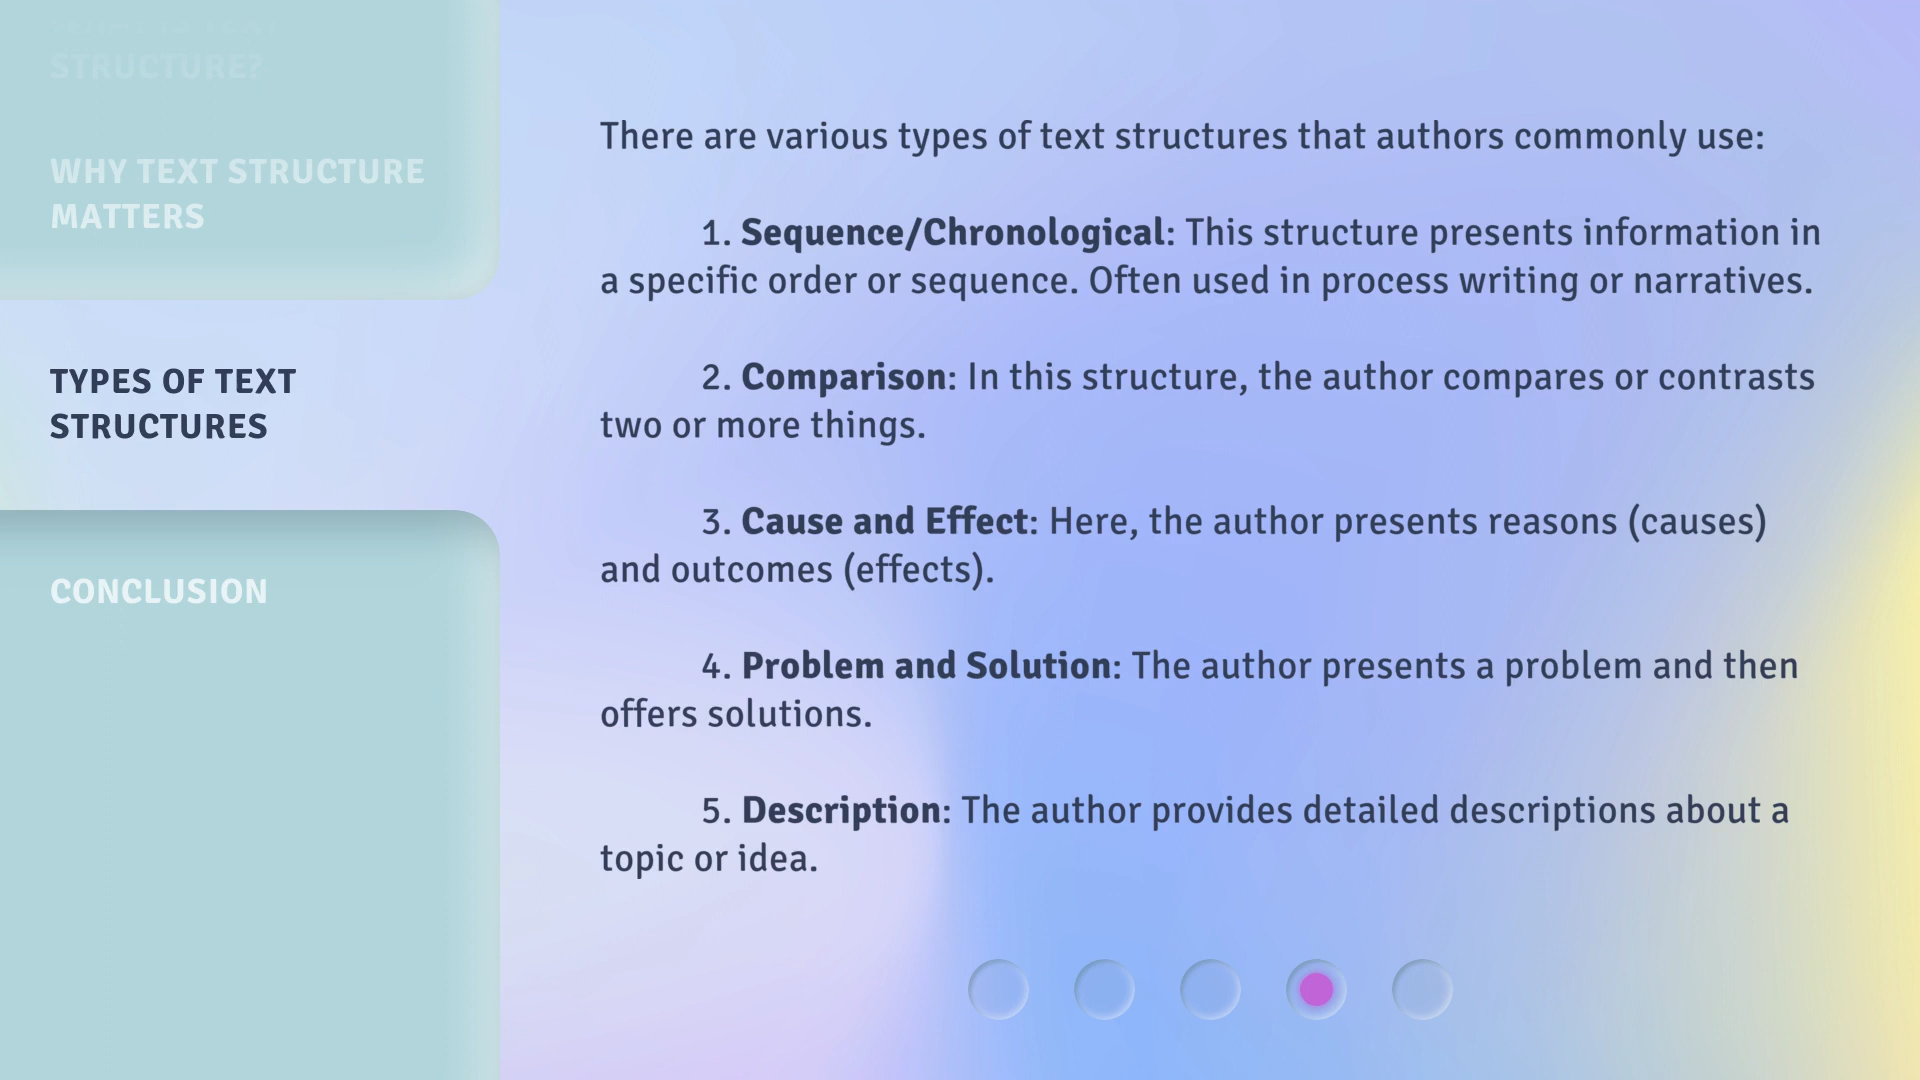 STRUCTURE?
WHY TEXT STRUCTURE
MATTERS
TYPES OF TEXT
STRUCTURES
CONCLUSION
There are various types of text structures that authors commonly use:
1. Sequence/Chronological: This structure presents information in
a specific order or sequence. Often used in process writing or narratives.
2. Comparison: In this structure, the author compares or contrasts
two or more things.
3. Cause and Effect: Here, the author presents reasons (causes)
and outcomes (effects).
4. Problem and Solution: The author presents a problem and then
offers solutions.
5. Description: The author provides detailed descriptions about a
topic or idea.